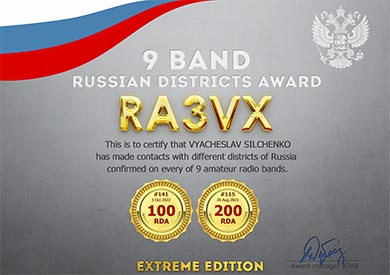 9 BAND
RUSSIAN DISTRICTS AWARD
RA3VX
This is to certify that VYACHESLAV SILCHENKO
has made contacts with different districts of Russia
confirmed on every of 9 amateur radio bands.
#141
3 Oct 2022
100
RDA
#115
20 Aug 2022
200
RDA
Award manager R7AB
EXTREME EDITION